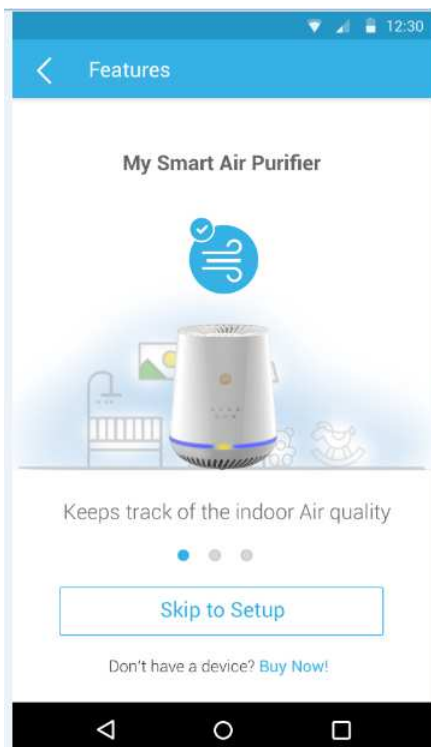 12:30
Features
My Smart Air Purifier
Keeps track of the indoor Air quality
Skip to Setup
Don't have a device? Buy Now!